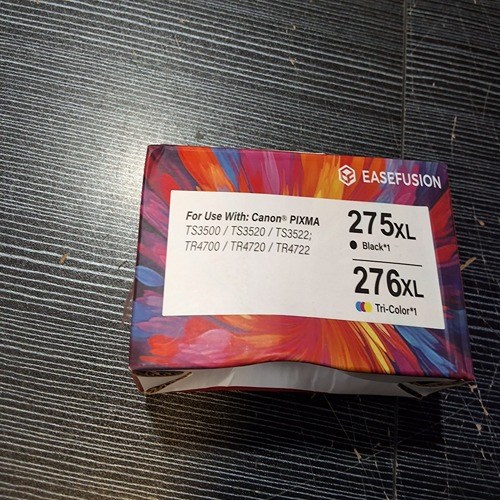 EASEFUSION
For Use With: Canon® PIXMA
TS3500 / TS3520 / TS3522;
TR4700 / TR4720 / TR4722
275XL
Black*1
276XL
Tri-Color*1